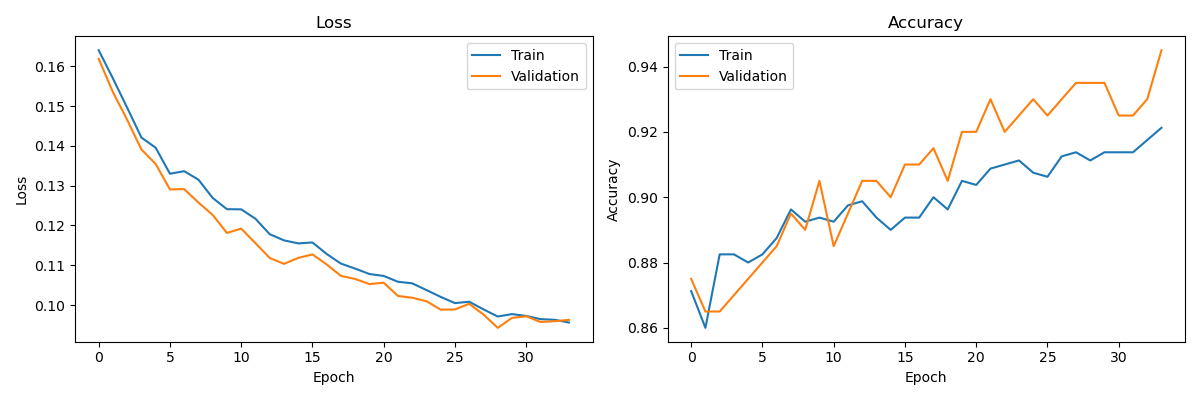 Loss
Train
Validation
0.16
0.15
0.14
0.13
0.12
0.11
0.10
Loss
0 5 10 15 20 25 30
Epoch
Accuracy
Train
Validation
0.94
0.92
0.90
0.88
0.86
Accuracy
0 5 10 15 20 25 30
Epoch